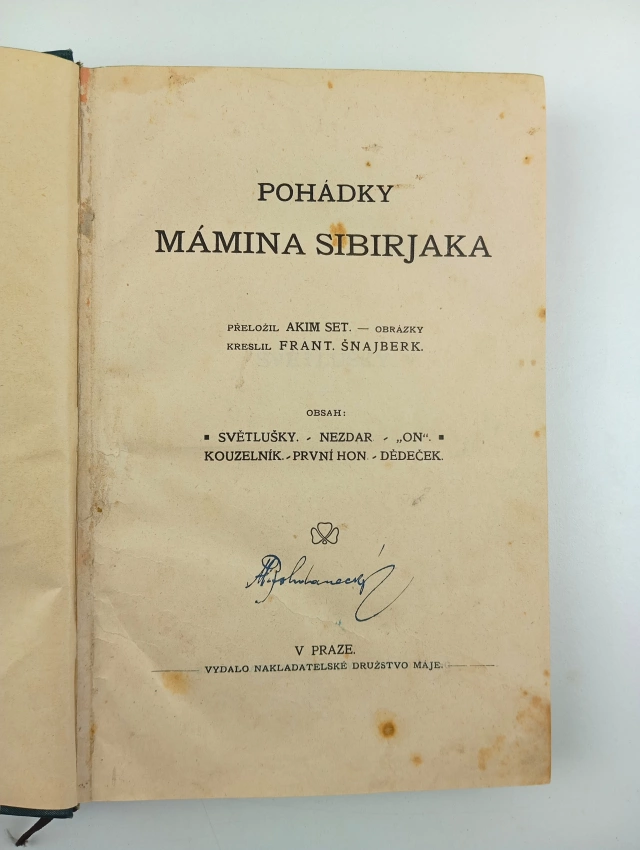 POHÁDKY
MÁMINA SIBIRJAKA
PŘELOŽIL AKIM SET. — OBRÁZKY
KRESLIL FRANT. ŠNAJBERK.
OBSAH:
▪ SVĚTLUŠKY. - NEZDAR - „ON“. ▪
KOUZELNÍK. - PRVNÍ HON - DĚDEČEK.
V PRAZE.
VYDALO NAKLADATELSKÉ DRUŽSTVO MÁJE.